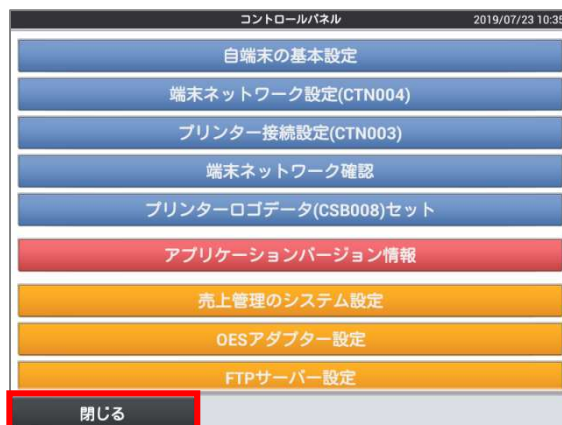 コントロールパネル 2019/07/23 10:35
自端末の基本設定
端末ネットワーク設定(CTN004)
プリンター接続設定(CTN003)
端末ネットワーク確認
プリンターロゴデータ(CSB008)セット
アプリケーションバージョン情報
売上管理のシステム設定
OESアダプター設定
FTPサーバー設定
閉じる